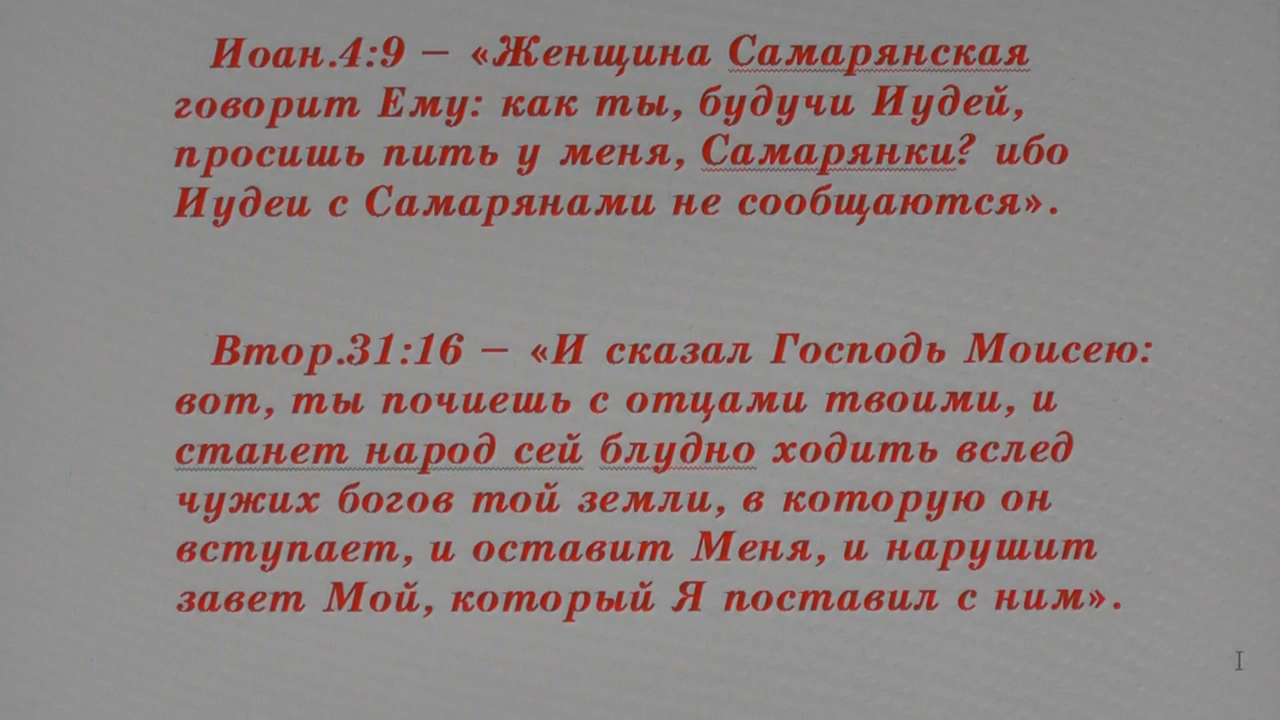 Иоан.4:9 – «Женщина Самарянская
говорит Ему: как ты, будучи Иудей,
просишь пить у меня, Самарянки? ибо
Иудеи с Самарянами не сообщаются».
Втор.31:16 – «И сказал Господь Моисею:
вот, ты почиешь с отцами твоими, и
станет народ сей блудно ходить вслед
чужих богов той земли, в которую он
вступает, и оставит Меня, и нарушит
завет Мой, который Я поставил с ним».